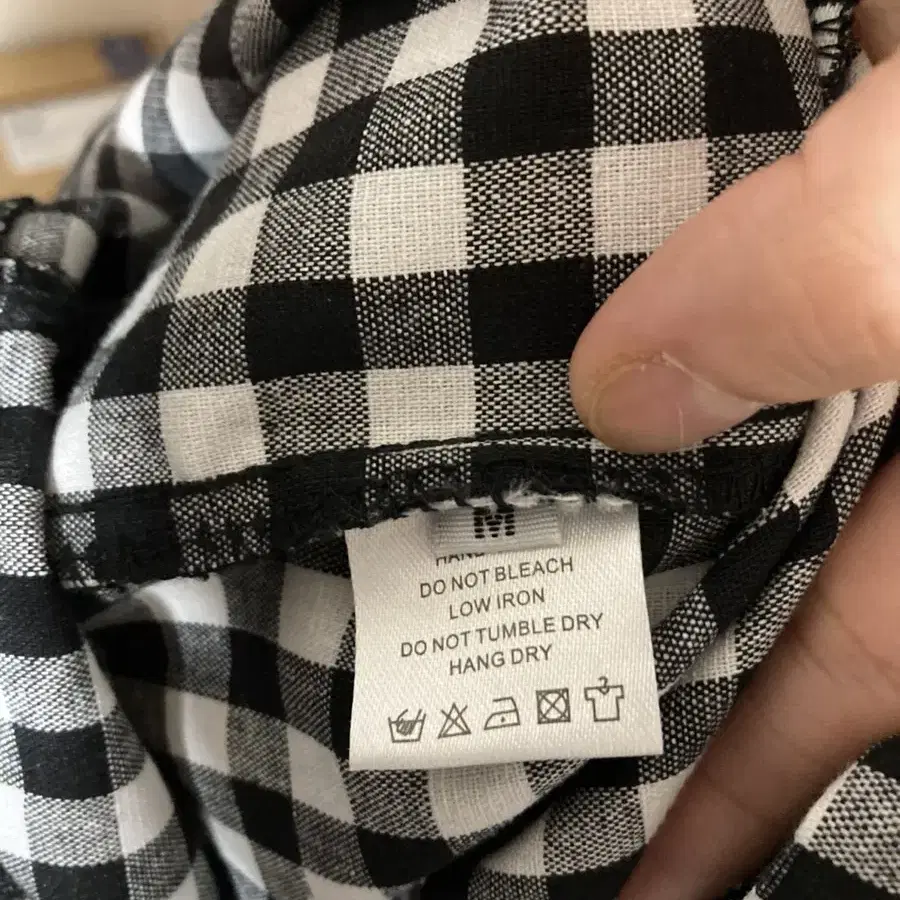 M
DO NOT BLEACH
LOW IRON
DO NOT TUMBLE DRY
HANG DRY